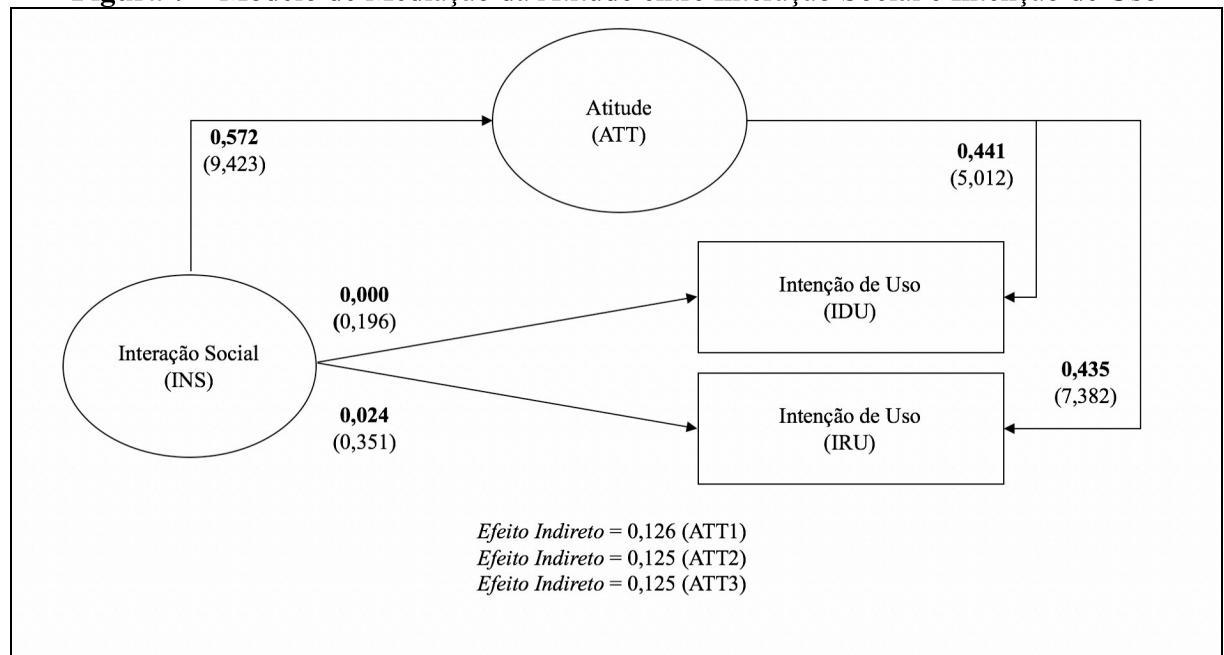 Atitude
(ATT)
0,572
(9,423)
0,441
(5,012)
Intenção de Uso
(IDU)
0,000
(0,196)
Interação Social
(INS)
0,435
(7,382)
Intenção de Uso
(IRU)
0,024
(0,351)
Efeito Indireto = 0,126 (ATT1)
Efeito Indireto = 0,125 (ATT2)
Efeito Indireto = 0,125 (ATT3)